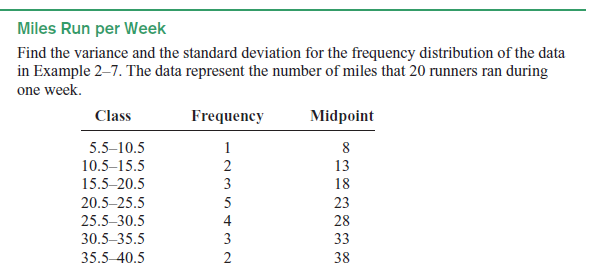 Miles Run per Week
Find the variance and the standard deviation for the frequency distribution of the data
in Example 2–7. The data represent the number of miles that 20 runners ran during
one week.
Class Frequency Midpoint
5.5–10.5 1 8
10.5–15.5 2 13
15.5–20.5 3 18
20.5–25.5 5 23
25.5–30.5 4 28
30.5–35.5 3 33
35.5–40.5 2 38